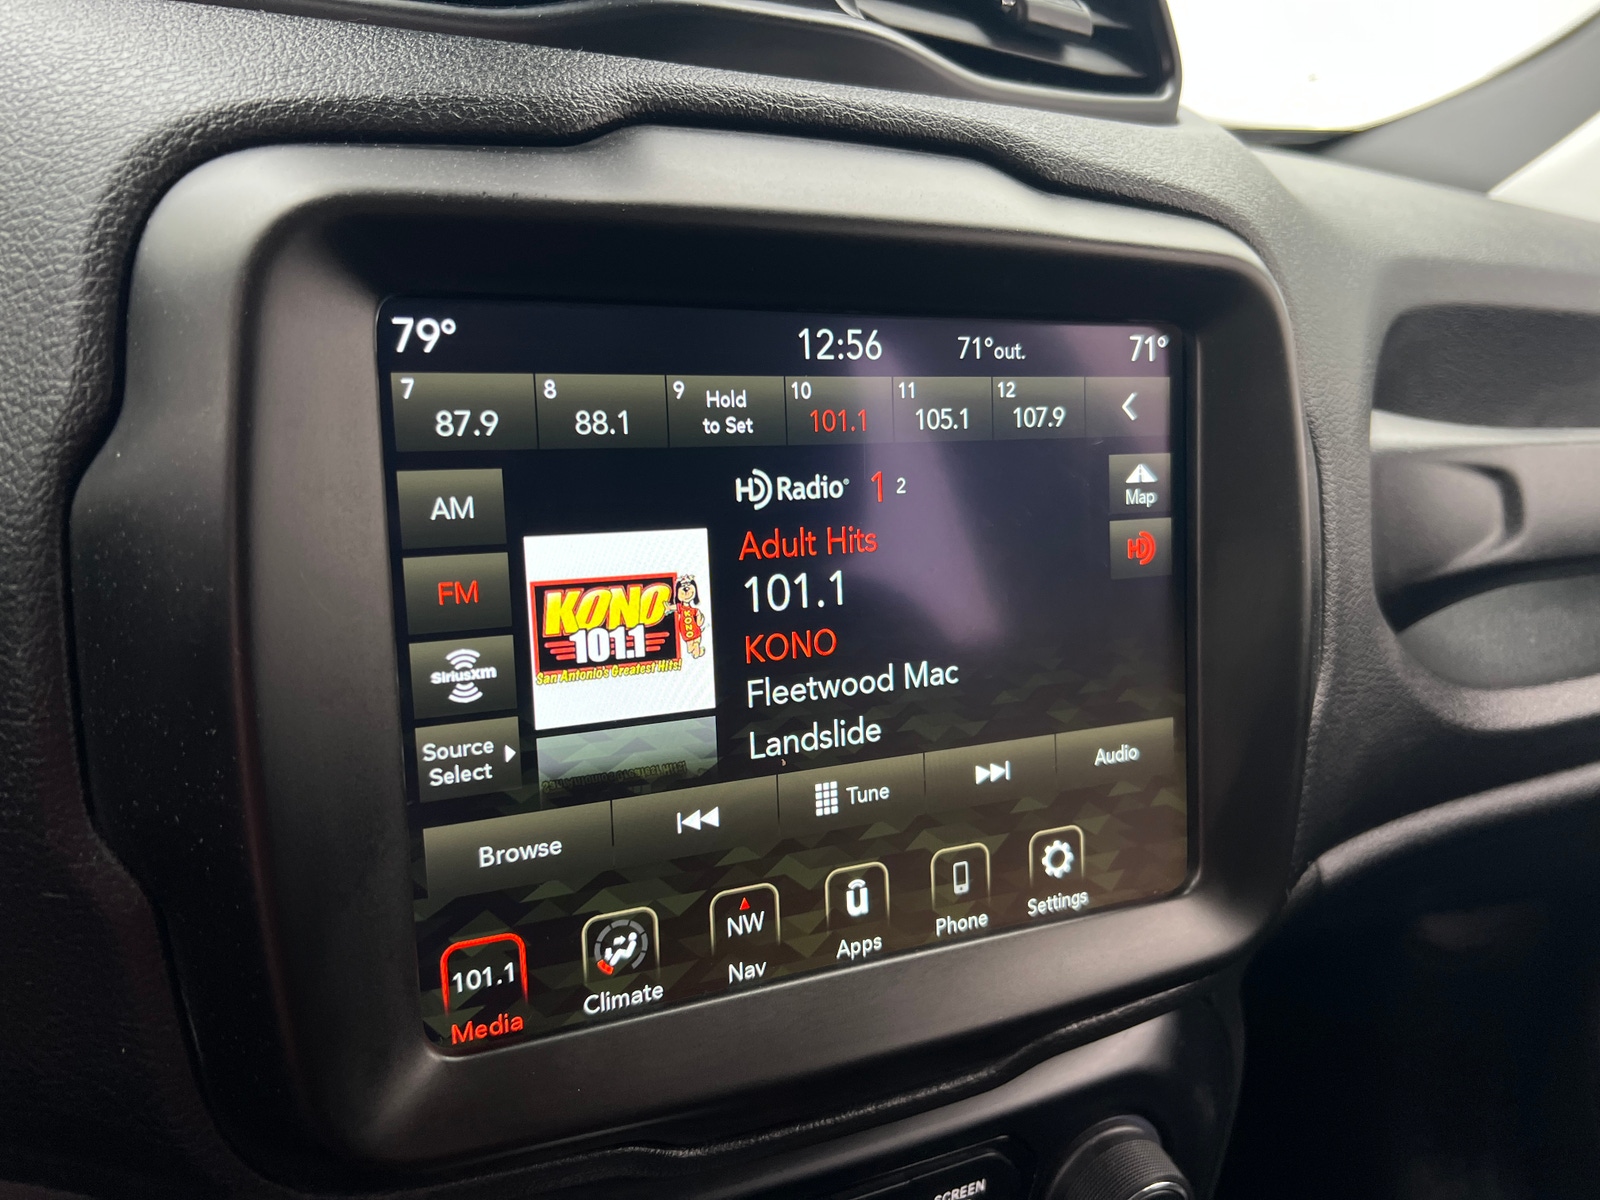 79° 12:56 71°out. 71°
7 8 9 Hold 10 11 12
87.9 88.1 to Set 101.1 105.1 107.9
HD Radio 1 2
AM
Map
Adult Hits
HD
101.1
FM
KONO
101.1
San Antonio's Greatest Hits!
KONO
KONO
Fleetwood Mac
SiriusXM
Landslide
Source
Select
Browse Tune Audio
101.1 NW
Media Climate Nav Apps Phone Settings
SCREEN